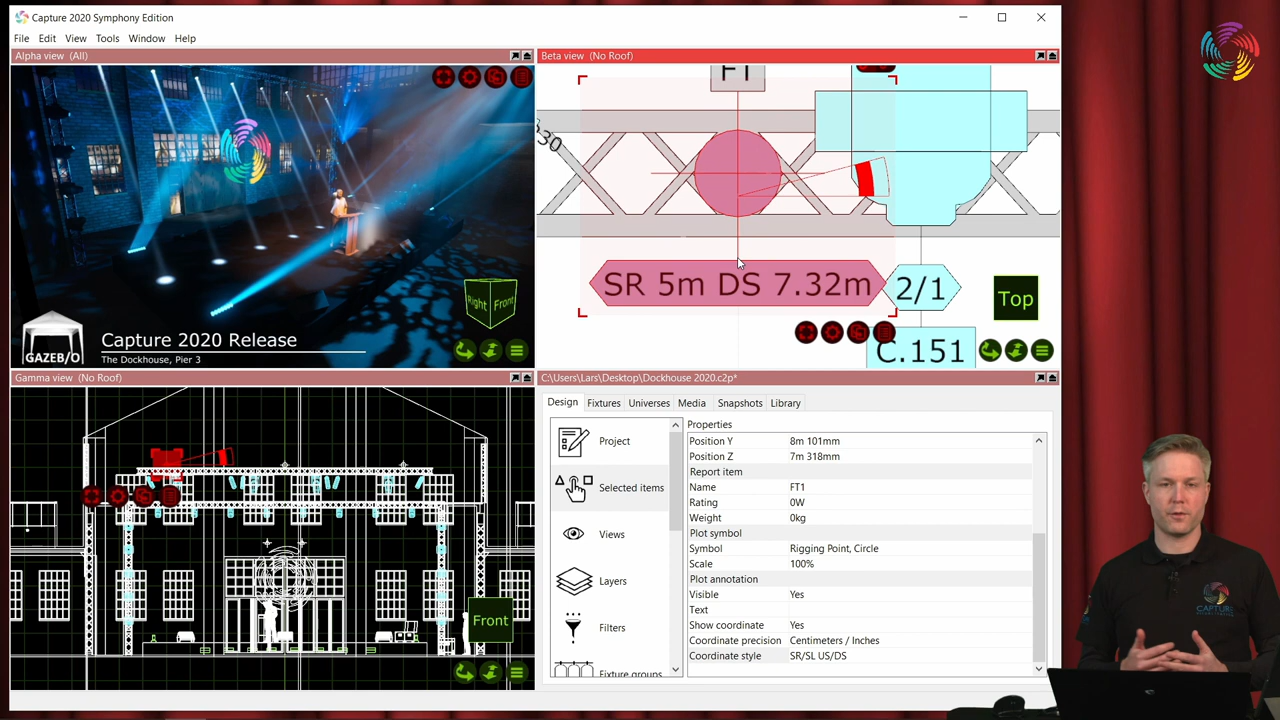 Capture 2020 Symphony Edition
File Edit View Tools Window Help
Alpha view (All)
Right
Front
GAZEB/O
Capture 2020 Release
The Dockhouse, Pier 3
Beta view (No Roof)
FT
SR 5m DS 7.32m
2/1
C.151
Top
Gamma view (No Roof)
Front
C:\Users\Lars\Desktop\Dockhouse 2020.c2p*
Design Fixtures Universes Media Snapshots Library
Project
Selected items
Views
Layers
Filters
Fixture groups
Properties
Position Y 8m 101mm
Position Z 7m 318mm
Report item
Name FT1
Rating 0W
Weight 0kg
Plot symbol
Symbol Rigging Point, Circle
Scale 100%
Plot annotation
Visible Yes
Text
Show coordinate Yes
Coordinate precision Centimeters / Inches
Coordinate style SR/SL US/DS
CAPTURE